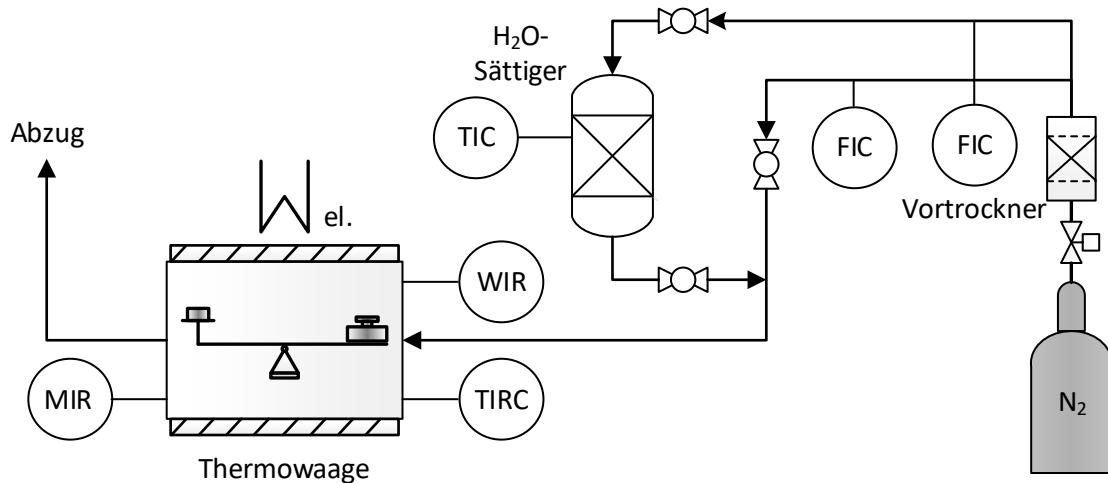 H₂O-
Sättiger
Abzug
TIC
FIC
FIC
Vortrockner
el.
WIR
MIR
TIRC
N₂
Thermowaage